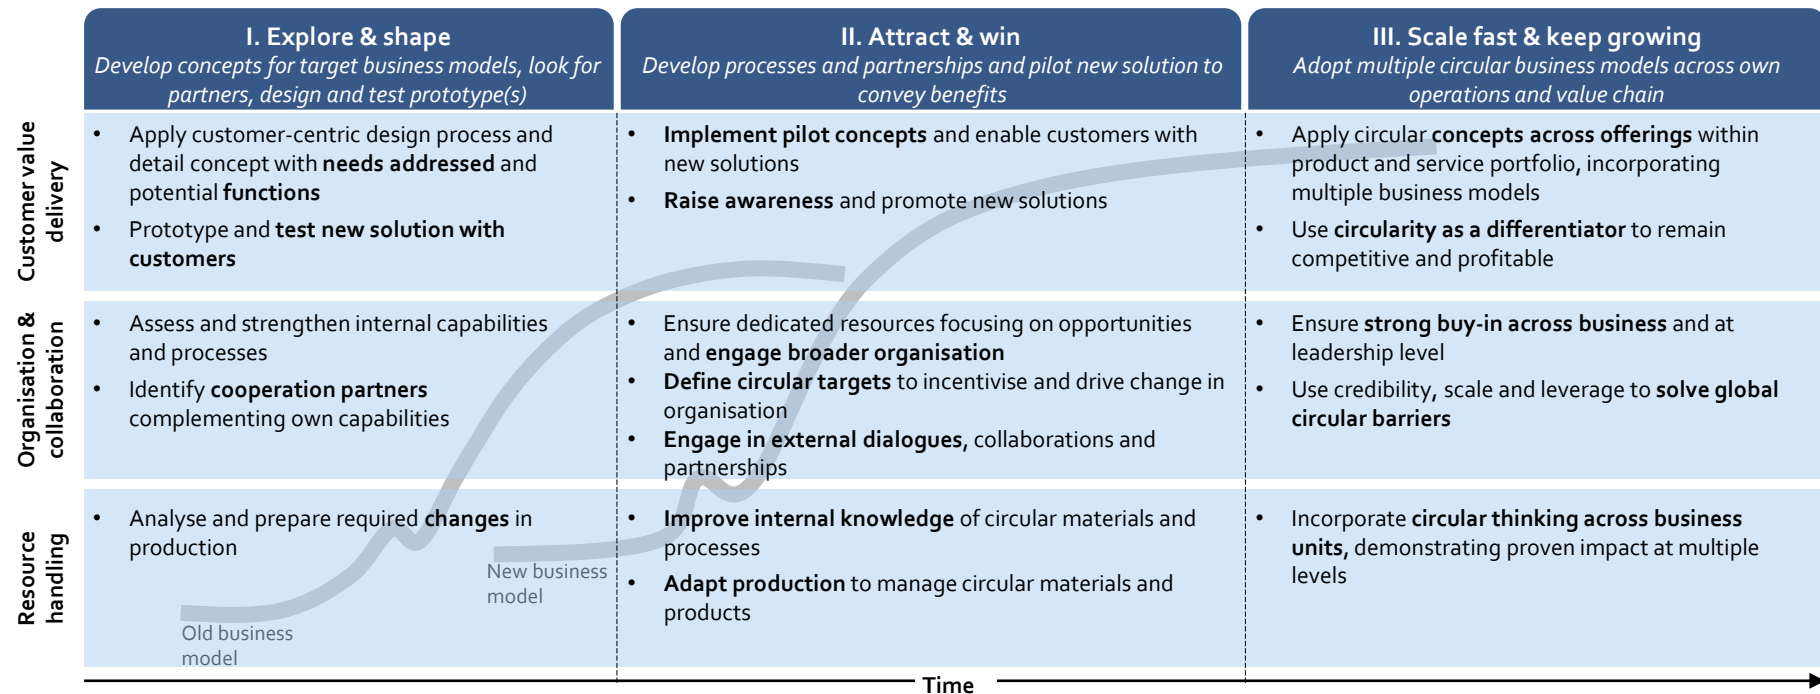 I. Explore & shape
Develop concepts for target business models, look for
partners, design and test prototype(s)
II. Attract & win
Develop processes and partnerships and pilot new solution to
convey benefits
III. Scale fast & keep growing
Adopt multiple circular business models across own
operations and value chain
Customer value
delivery
• Apply customer-centric design process and
detail concept with needs addressed and
potential functions
• Prototype and test new solution with
customers
• Implement pilot concepts and enable customers with
new solutions
• Raise awareness and promote new solutions
• Apply circular concepts across offerings within
product and service portfolio, incorporating
multiple business models
• Use circularity as a differentiator to remain
competitive and profitable
Organisation &
collaboration
• Assess and strengthen internal capabilities
and processes
• Identify cooperation partners
complementing own capabilities
• Ensure dedicated resources focusing on opportunities
and engage broader organisation
• Define circular targets to incentivise and drive change in
organisation
• Engage in external dialogues, collaborations and
partnerships
• Ensure strong buy-in across business and at
leadership level
• Use credibility, scale and leverage to solve global
circular barriers
Resource
handling
• Analyse and prepare required changes in
production
Old business
model
New business
model
• Improve internal knowledge of circular materials and
processes
• Adapt production to manage circular materials and
products
• Incorporate circular thinking across business
units, demonstrating proven impact at multiple
levels
Time